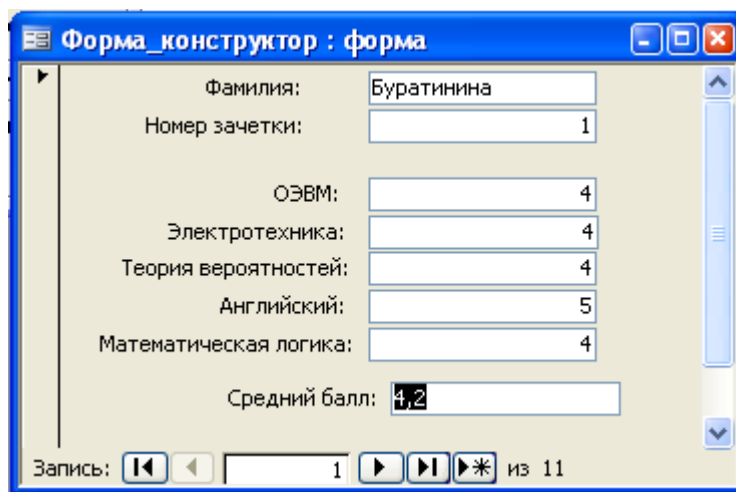 Форма_конструктор : форма
Фамилия: Буратинина
Номер зачетки: 1
ОЭВМ: 4
Электротехника: 4
Теория вероятностей: 4
Английский: 5
Математическая логика: 4
Средний балл: 4,2
Запись: 1 из 11